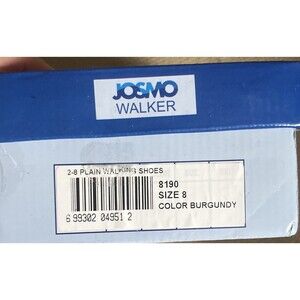 JOSMO
WALKER
2-8 PLAIN WALKING SHOES
8190
SIZE 8
COLOR BURGUNDY
6 99302 04951 2